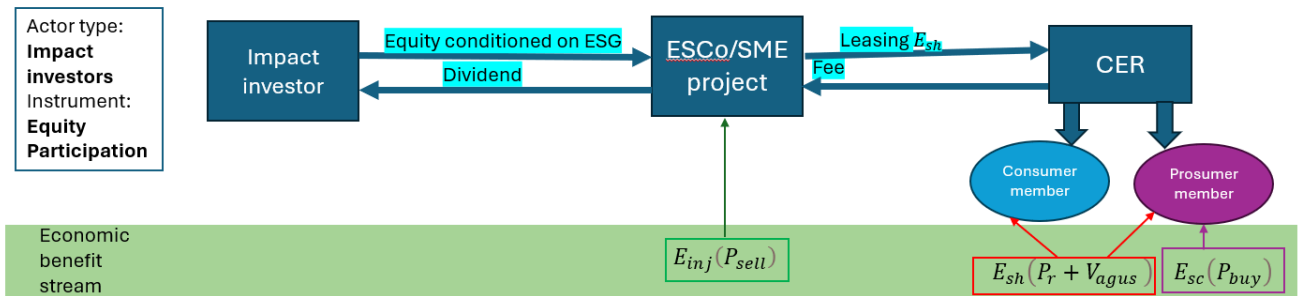 Actor type:
Impact
investors
Instrument:
Equity
Participation
Impact
investor
Equity conditioned on ESG
Dividend
ESCo/SME
project
Leasing E_sh
Fee
CER
Consumer
member
Prosumer
member
Economic
benefit
stream
E_inj(P_sell)
E_sh(P_r + V_agus)
E_sc(P_buy)